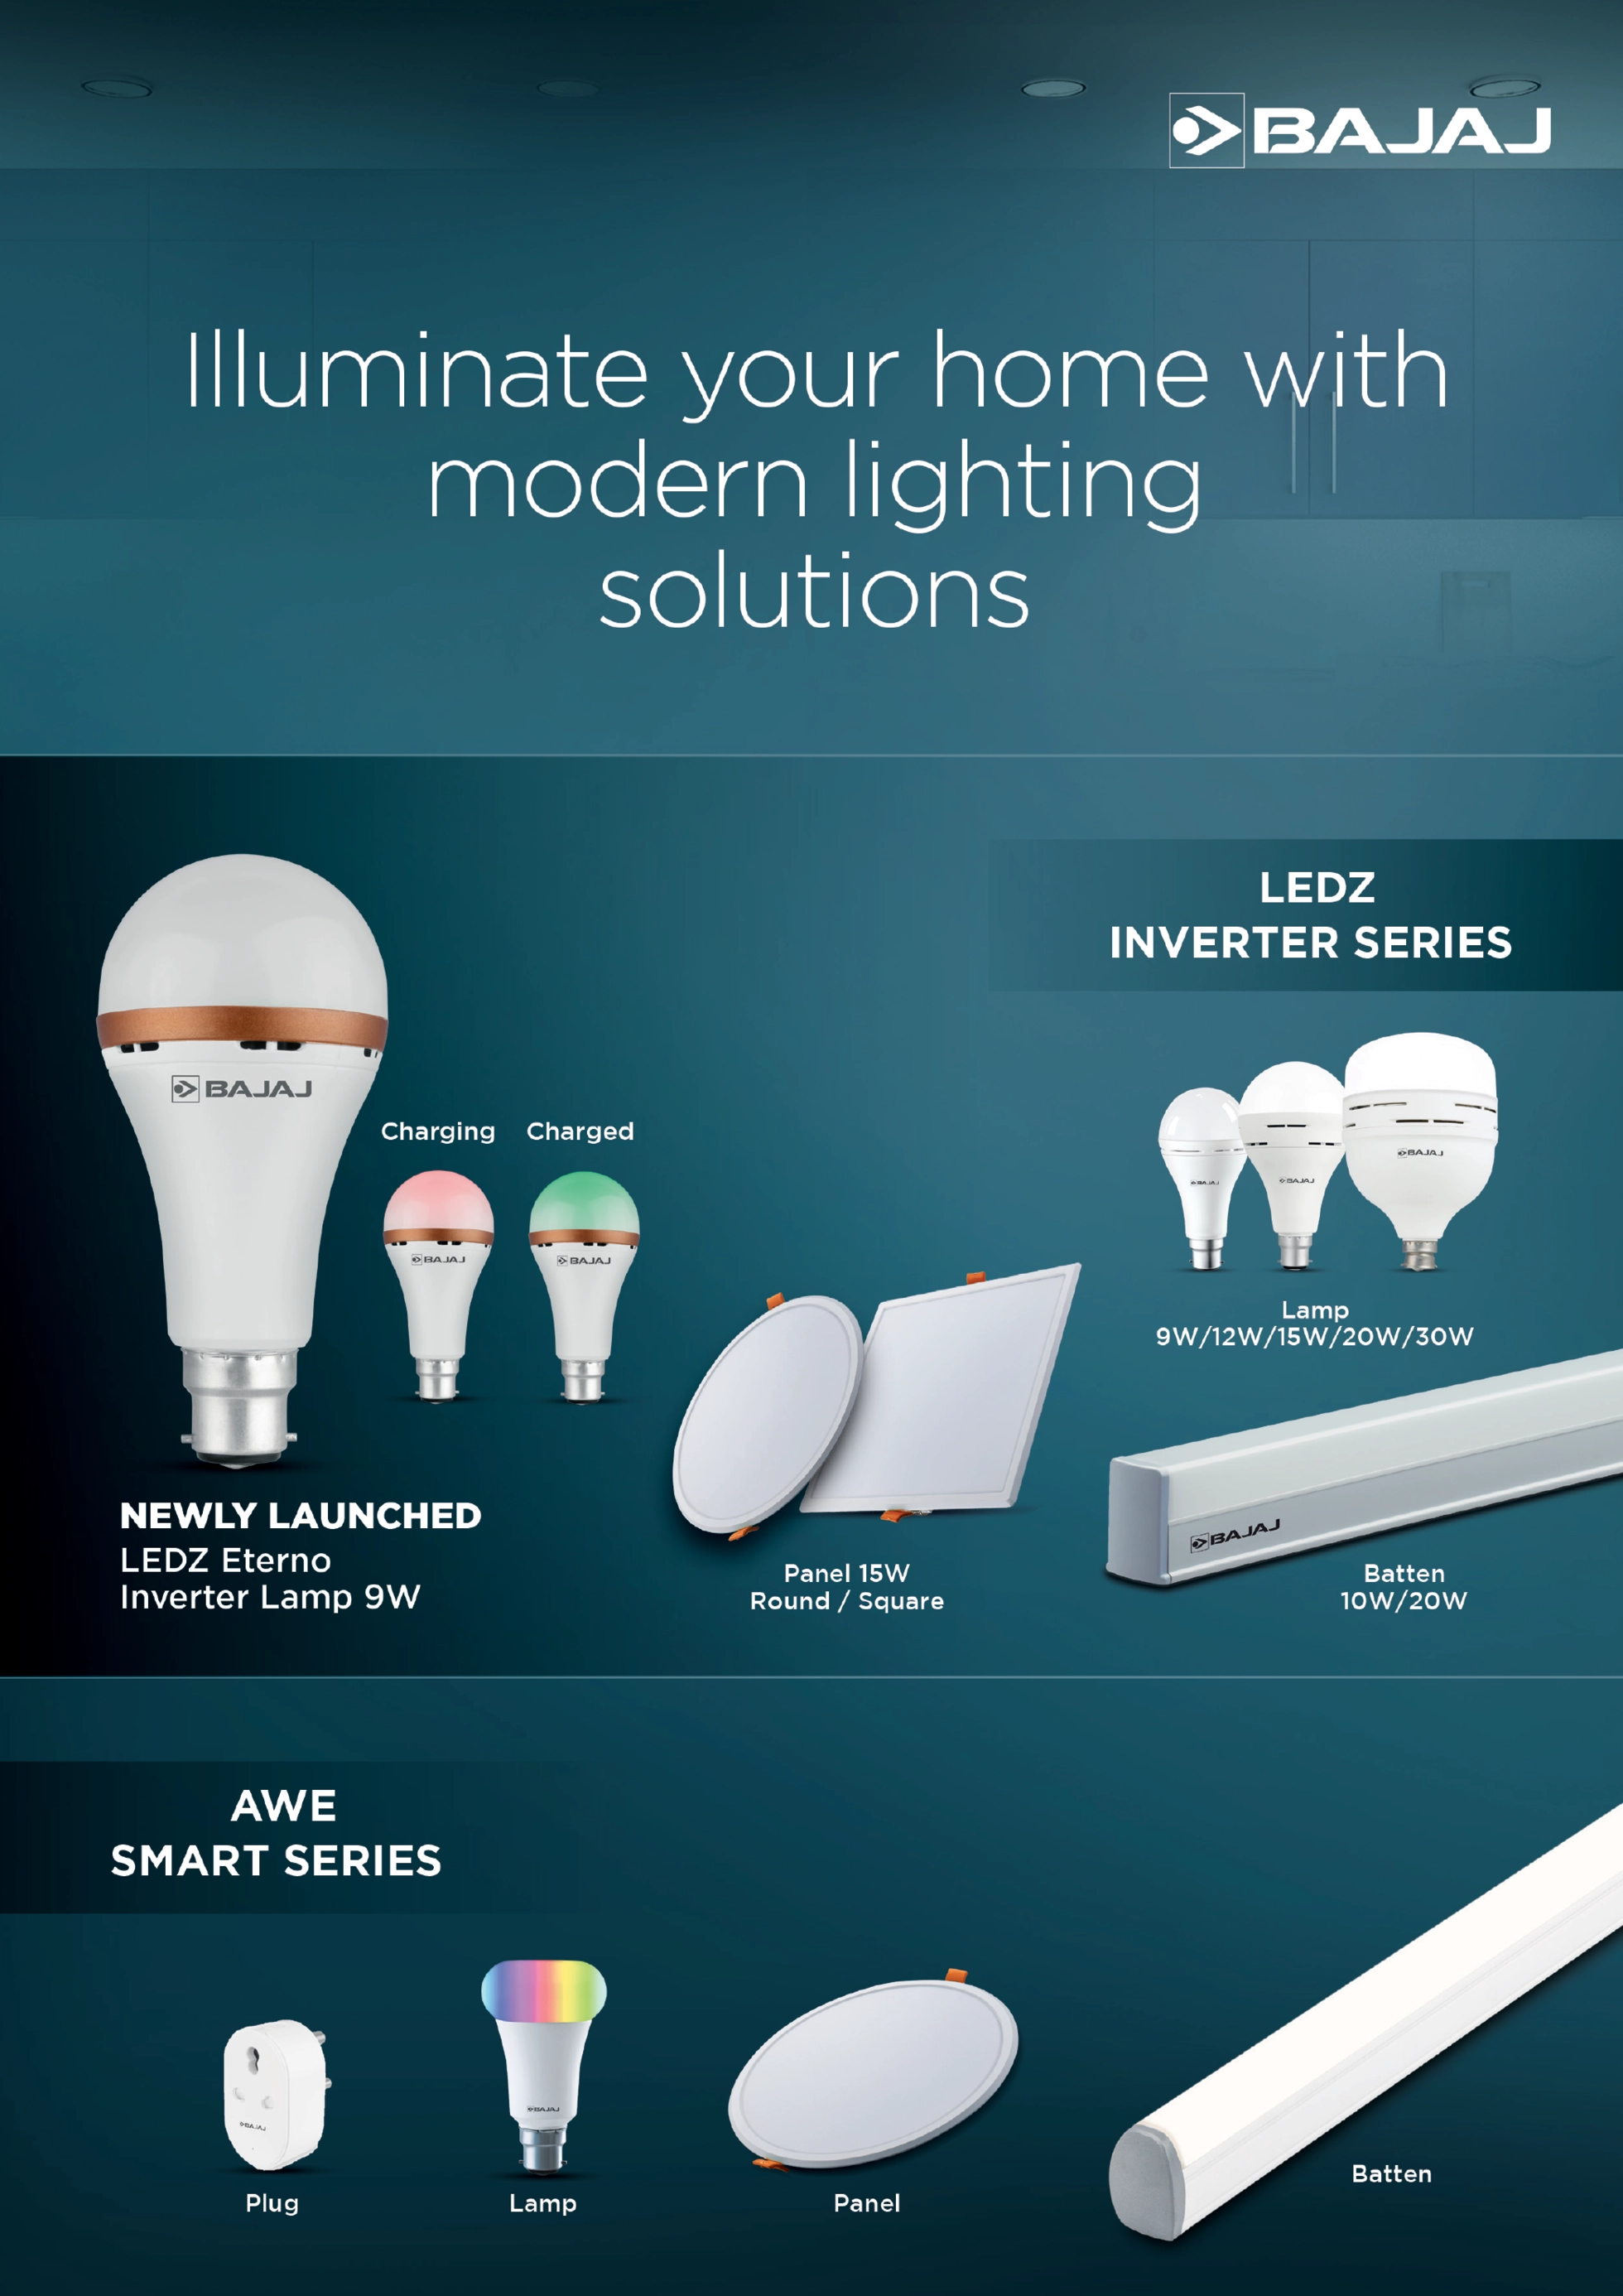 BAJAJ
Illuminate your home with
modern lighting
solutions
LEDZ
INVERTER SERIES
BAJAJ
Charging
Charged
BAJAJ
BAJAJ
BAJAJ
BAJAJ
BAJAJ
Lamp
9W/12W/15W/20W/30W
BAJAJ
NEWLY LAUNCHED
LEDZ Eterno
Inverter Lamp 9W
Panel 15W
Round / Square
Batten
10W/20W
AWE
SMART SERIES
BAJAJ
BAJAJ
Plug
Lamp
Panel
Batten